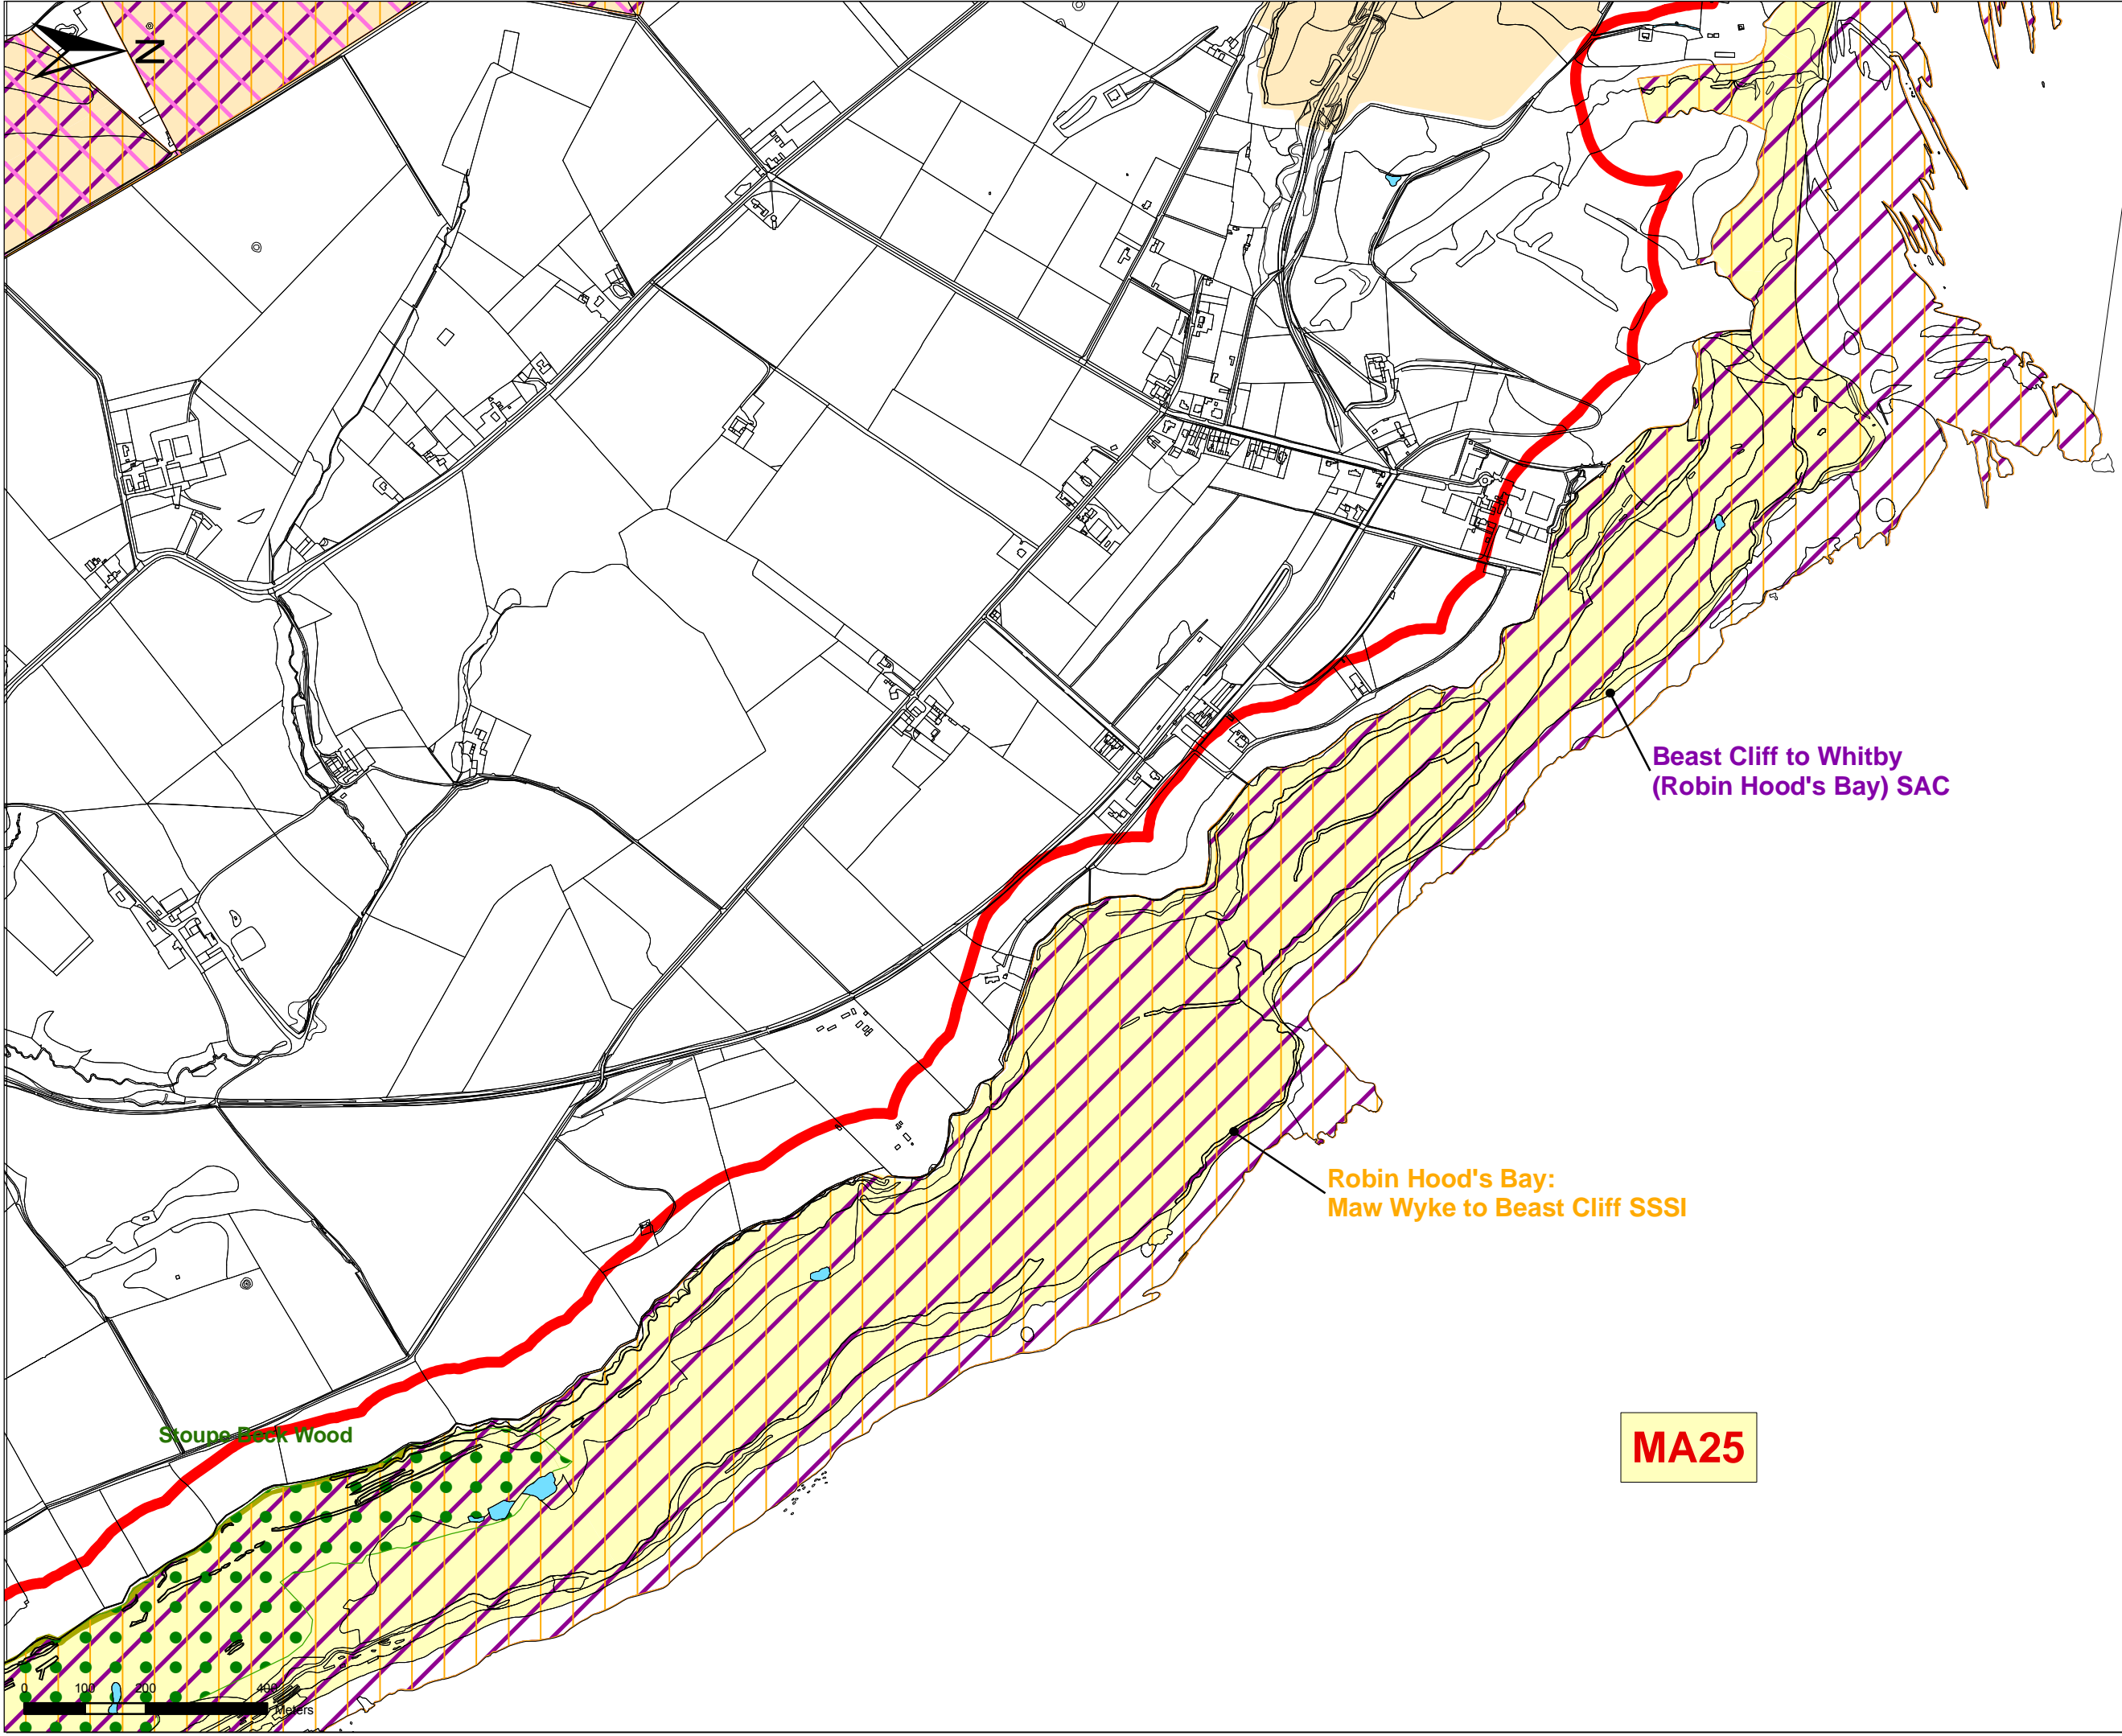 N
Beast Cliff to Whitby
(Robin Hood's Bay) SAC
Robin Hood's Bay:
Maw Wyke to Beast Cliff SSSI
MA25
Stoupe Beck Wood
0 100 200 400
Meters